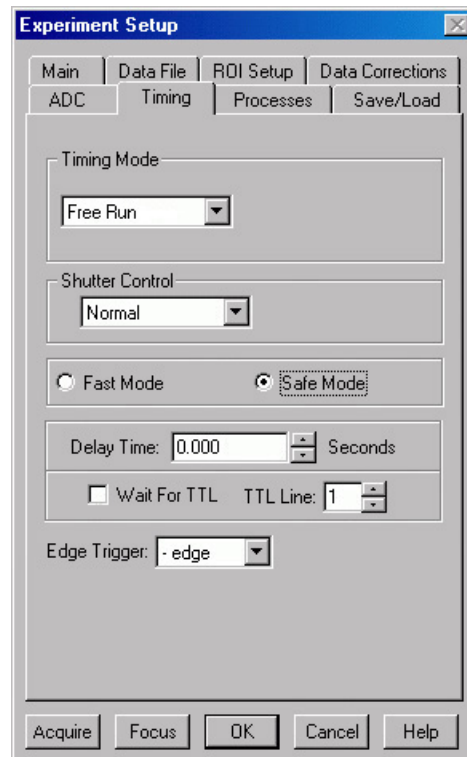 Experiment Setup
Main Data File ROI Setup Data Corrections
ADC Timing Processes Save/Load
Timing Mode
Free Run
Shutter Control
Normal
Fast Mode Safe Mode
Delay Time: 0.000 Seconds
Wait For TTL TTL Line: 1
Edge Trigger: - edge
Acquire Focus OK Cancel Help